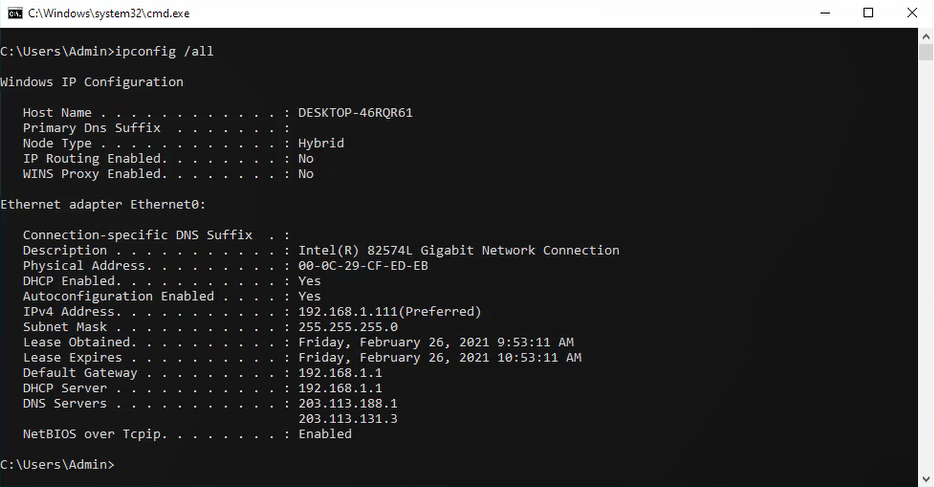 C:\Windows\system32\cmd.exe
C:\Users\Admin>ipconfig /all
Windows IP Configuration
Host Name . . . . . . . . . . . . : DESKTOP-46RQR61
Primary Dns Suffix  . . . . . . . :
Node Type . . . . . . . . . . . . : Hybrid
IP Routing Enabled. . . . . . . . : No
WINS Proxy Enabled. . . . . . . . : No
Ethernet adapter Ethernet0:
Connection-specific DNS Suffix  . :
Description . . . . . . . . . . . : Intel(R) 82574L Gigabit Network Connection
Physical Address. . . . . . . . . : 00-0C-29-CF-ED-EB
DHCP Enabled. . . . . . . . . . . : Yes
Autoconfiguration Enabled . . . . : Yes
IPv4 Address. . . . . . . . . . . : 192.168.1.111(Preferred)
Subnet Mask . . . . . . . . . . . : 255.255.255.0
Lease Obtained. . . . . . . . . . : Friday, February 26, 2021 9:53:11 AM
Lease Expires . . . . . . . . . . : Friday, February 26, 2021 10:53:11 AM
Default Gateway . . . . . . . . . : 192.168.1.1
DHCP Server . . . . . . . . . . . : 192.168.1.1
DNS Servers . . . . . . . . . . . : 203.113.188.1
203.113.131.3
NetBIOS over Tcpip. . . . . . . . : Enabled
C:\Users\Admin>